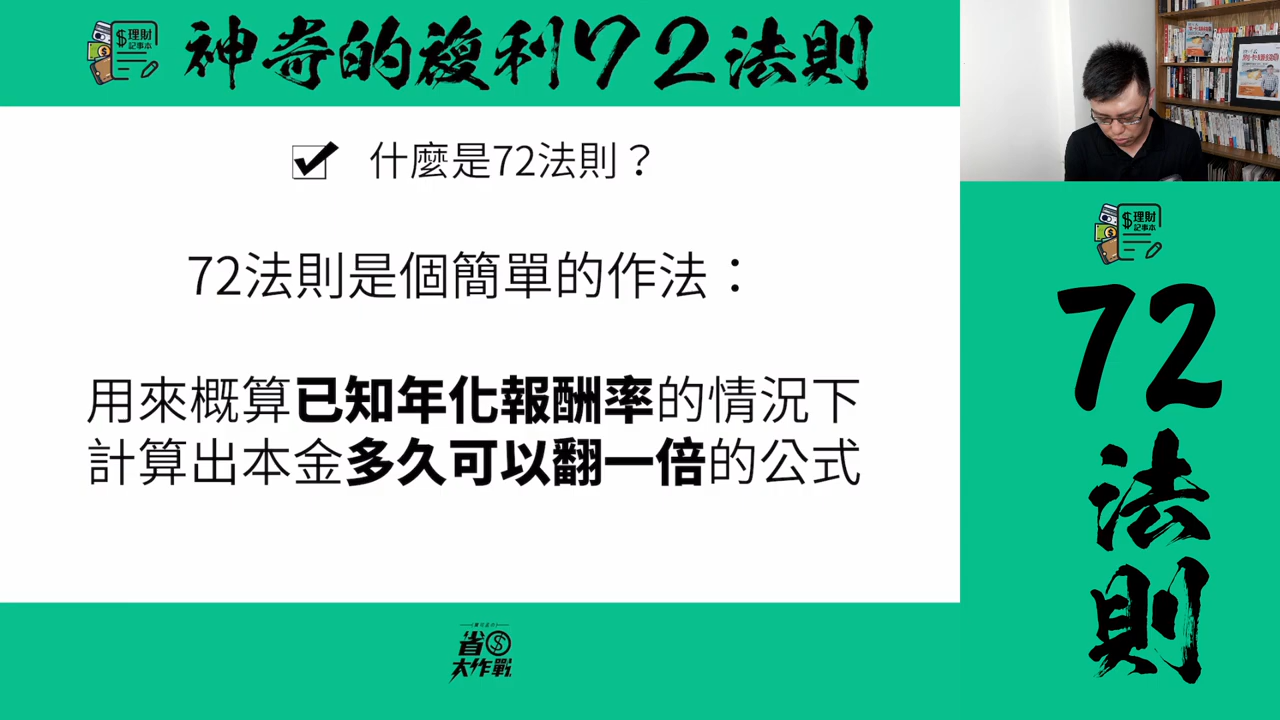 $理財
記事本
神奇的複利72法則
什麼是72法則？
72法則是個簡單的作法：
用來概算已知年化報酬率的情況下
計算出本金多久可以翻一倍的公式
省$
大作戰
$理財
記事本
72
法
則